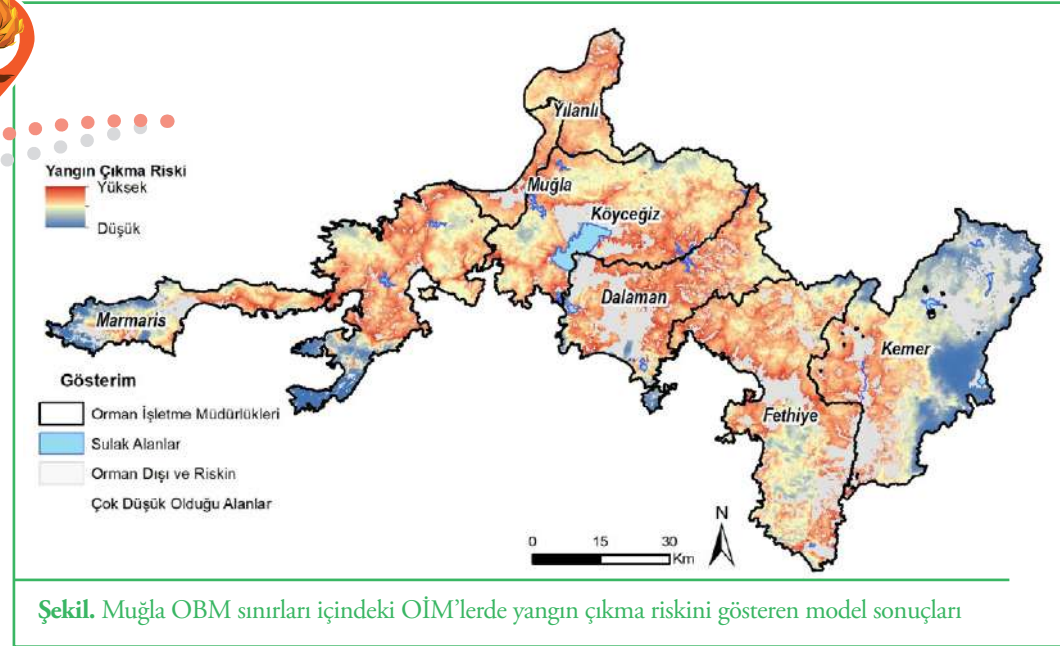 Yılanlı
Yangın Çıkma Riski
Yüksek
Düşük
Muğla
Köyceğiz
Dalaman
Marmaris
Kemer
Fethiye
Gösterim
Orman İşletme Müdürlükleri
Sulak Alanlar
Orman Dışı ve Riskin
Çok Düşük Olduğu Alanlar
N
0 15 30
Km
Şekil. Muğla OBM sınırları içindeki OİM’lerde yangın çıkma riskini gösteren model sonuçları